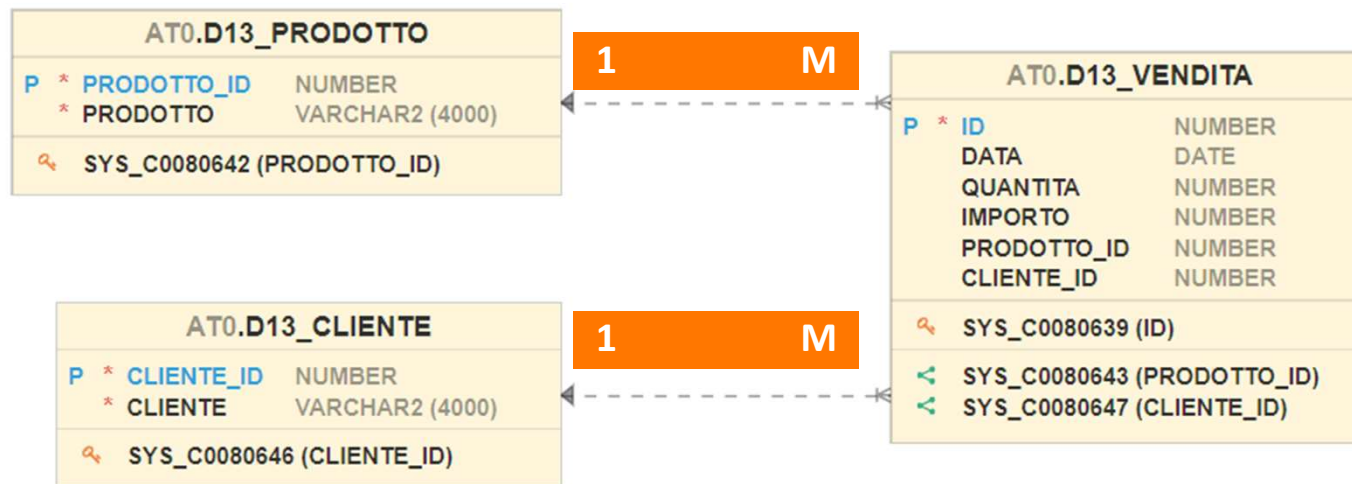 AT0.D13_PRODOTTO
P * PRODOTTO_ID NUMBER
* PRODOTTO VARCHAR2 (4000)
SYS_C0080642 (PRODOTTO_ID)
1 M
AT0.D13_VENDITA
P * ID NUMBER
DATA DATE
QUANTITA NUMBER
IMPORTO NUMBER
PRODOTTO_ID NUMBER
CLIENTE_ID NUMBER
SYS_C0080639 (ID)
SYS_C0080643 (PRODOTTO_ID)
SYS_C0080647 (CLIENTE_ID)
AT0.D13_CLIENTE
P * CLIENTE_ID NUMBER
* CLIENTE VARCHAR2 (4000)
SYS_C0080646 (CLIENTE_ID)
1 M